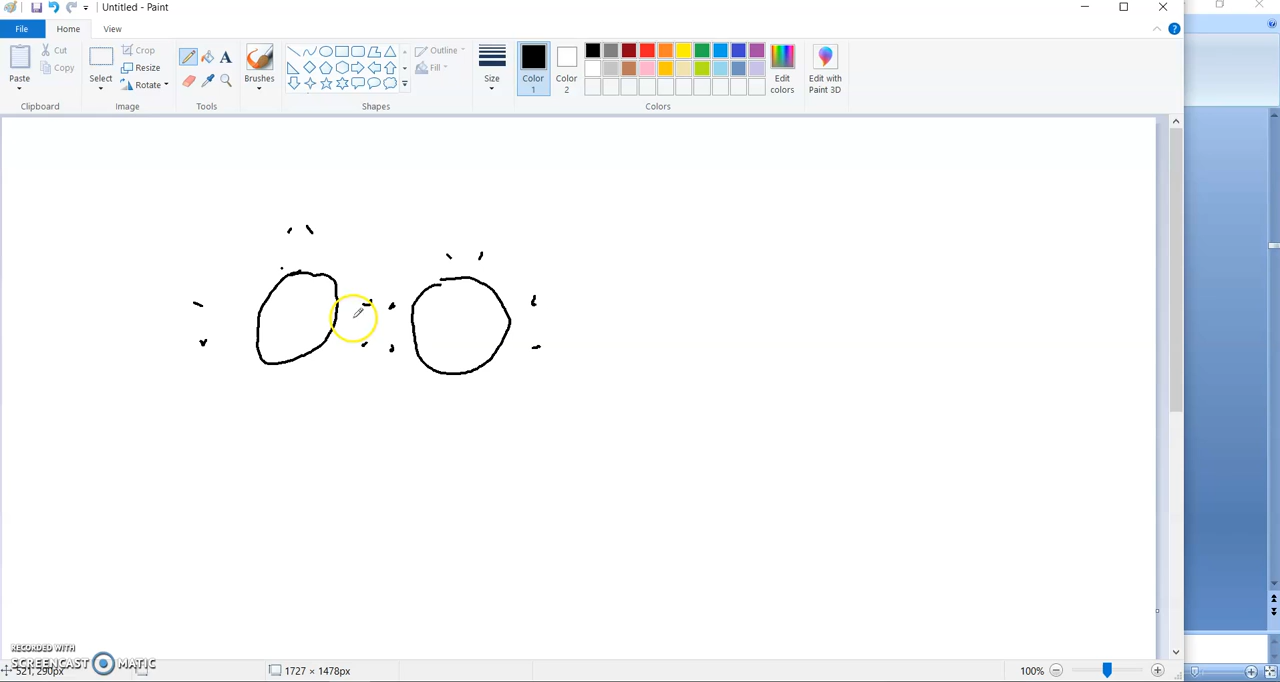 Untitled - Paint
File
Home
View
Paste
Cut
Copy
Clipboard
Select
Crop
Resize
Rotate
Image
A
Tools
Brushes
Outline
Fill
Shapes
Size
Color
1
Color
2
Edit
colors
Edit with
Paint 3D
Colors
RECORDED WITH
SCREENCAST MATIC
521, 290px
1727 × 1478px
100%